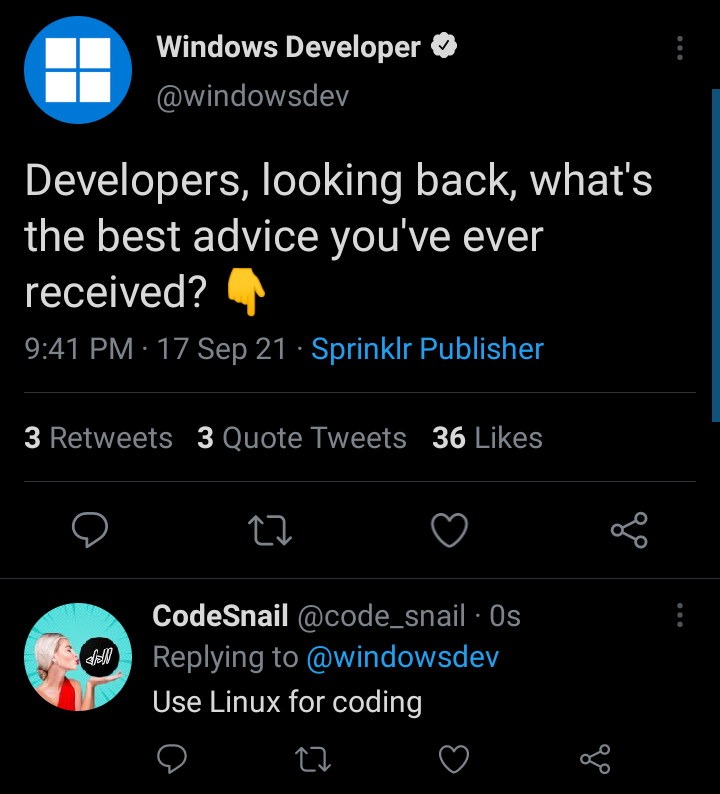 Windows Developer
@windowsdev
Developers, looking back, what's
the best advice you've ever
received? 👇
9:41 PM · 17 Sep 21 · Sprinklr Publisher
3 Retweets 3 Quote Tweets 36 Likes
CodeSnail @code_snail · 0s
Replying to @windowsdev
Use Linux for coding